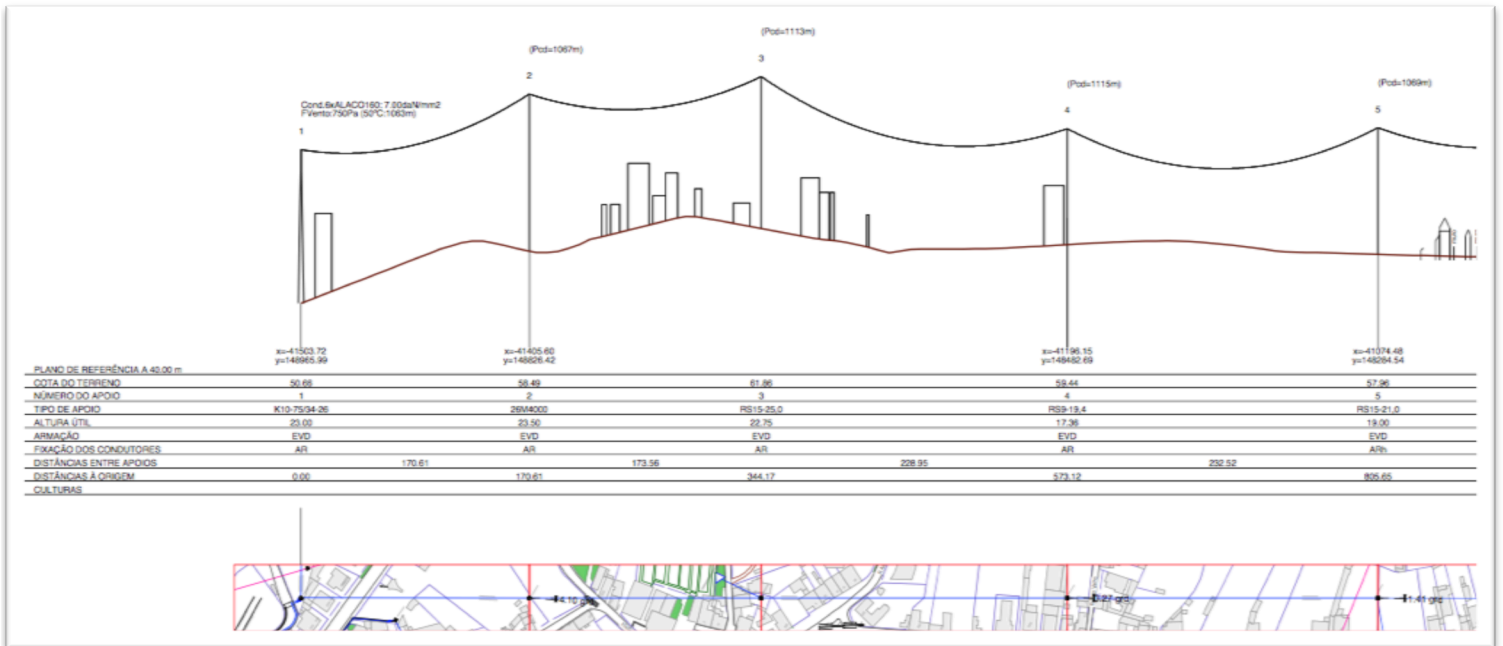 (Pcd=1113m)
(Pcd=1067m)
3
2
(Pcd=1115m)
(Pcd=1069m)
Cond.6xALACO160: 7.00daN/mm2
FVento:750Pa (50ºC:1063m)
4
5
1
x=-41503.72
y=148965.99
x=-41405.60
y=148826.42
x=-41196.15
y=148482.69
x=-41074.48
y=148284.54
PLANO DE REFERÊNCIA A 40.00 m
COTA DO TERRENO 50.66 58.49 61.86 59.44 57.96
NÚMERO DO APOIO 1 2 3 4 5
TIPO DE APOIO K10-75/34-26 26M4000 RS15-25,0 RS9-19,4 RS15-21,0
ALTURA ÚTIL 23.00 23.50 22.75 17.36 19.00
ARMAÇÃO EVD EVD EVD EVD EVD
FIXAÇÃO DOS CONDUTORES AR AR AR AR ARh
DISTÂNCIAS ENTRE APOIOS 170.61 173.56 228.95 232.52
DISTÂNCIAS À ORIGEM 0.00 170.61 344.17 573.12 805.65
CULTURAS